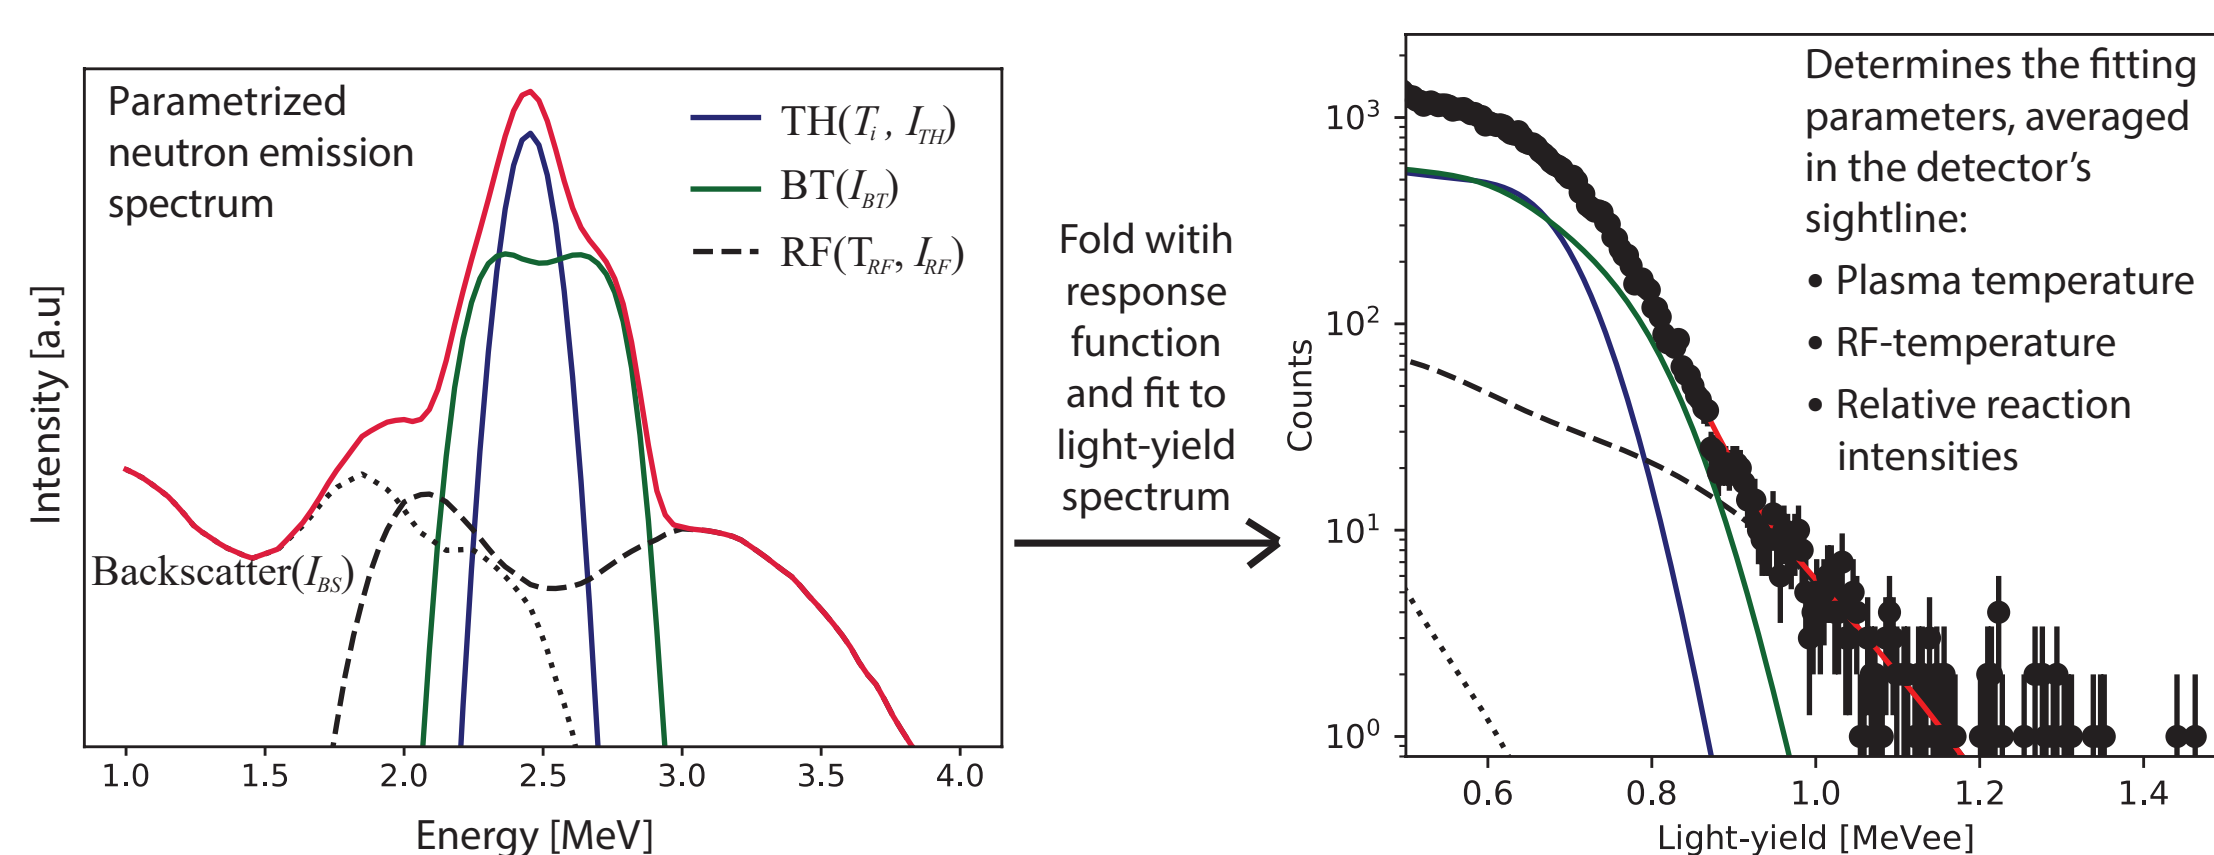 Parametrized
neutron emission
spectrum
TH(Ti , ITH)
BT(IBT)
RF(TRF, IRF)
Backscatter(IBS)
Intensity [a.u]
1.0 1.5 2.0 2.5 3.0 3.5 4.0
Energy [MeV]
Fold witih
response
function
and fit to
light-yield
spectrum
Determines the fitting
parameters, averaged
in the detector's
sightline:
• Plasma temperature
• RF-temperature
• Relative reaction
intensities
Counts
10³
10²
10¹
10⁰
0.6 0.8 1.0 1.2 1.4
Light-yield [MeVee]